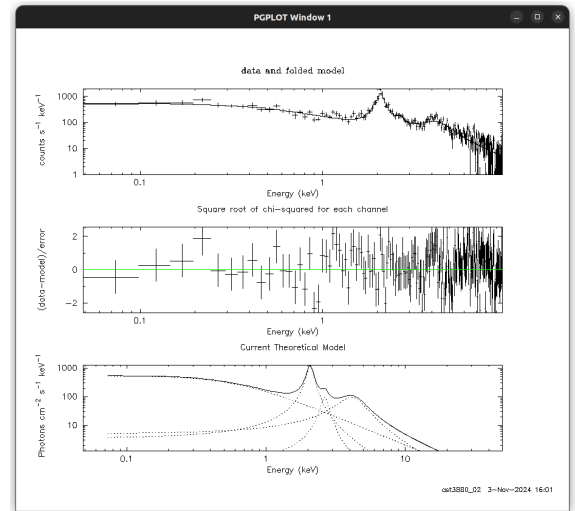 PGPLOT Window 1
data and folded model
counts s⁻¹ keV⁻¹
1000
100
10
1
0.1
1
Energy (keV)
Square root of chi-squared for each channel
(data-model)/error
2
0
-2
0.1
1
Energy (keV)
Current Theoretical Model
Photons cm⁻² s⁻¹ keV⁻¹
1000
100
10
0.1
1
10
Energy (keV)
ast3880_02 3-Nov-2024 16:01